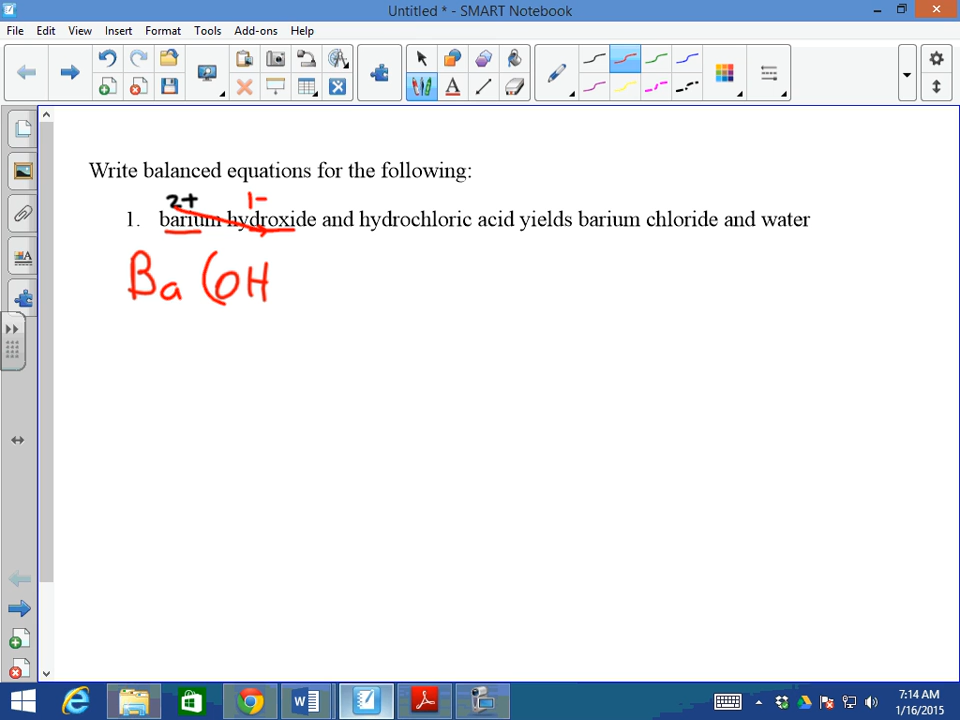 Untitled * - SMART Notebook
File Edit View Insert Format Tools Add-ons Help
Write balanced equations for the following:
2+ 1-
1. barium hydroxide and hydrochloric acid yields barium chloride and water
Ba (OH
7:14 AM
1/16/2015